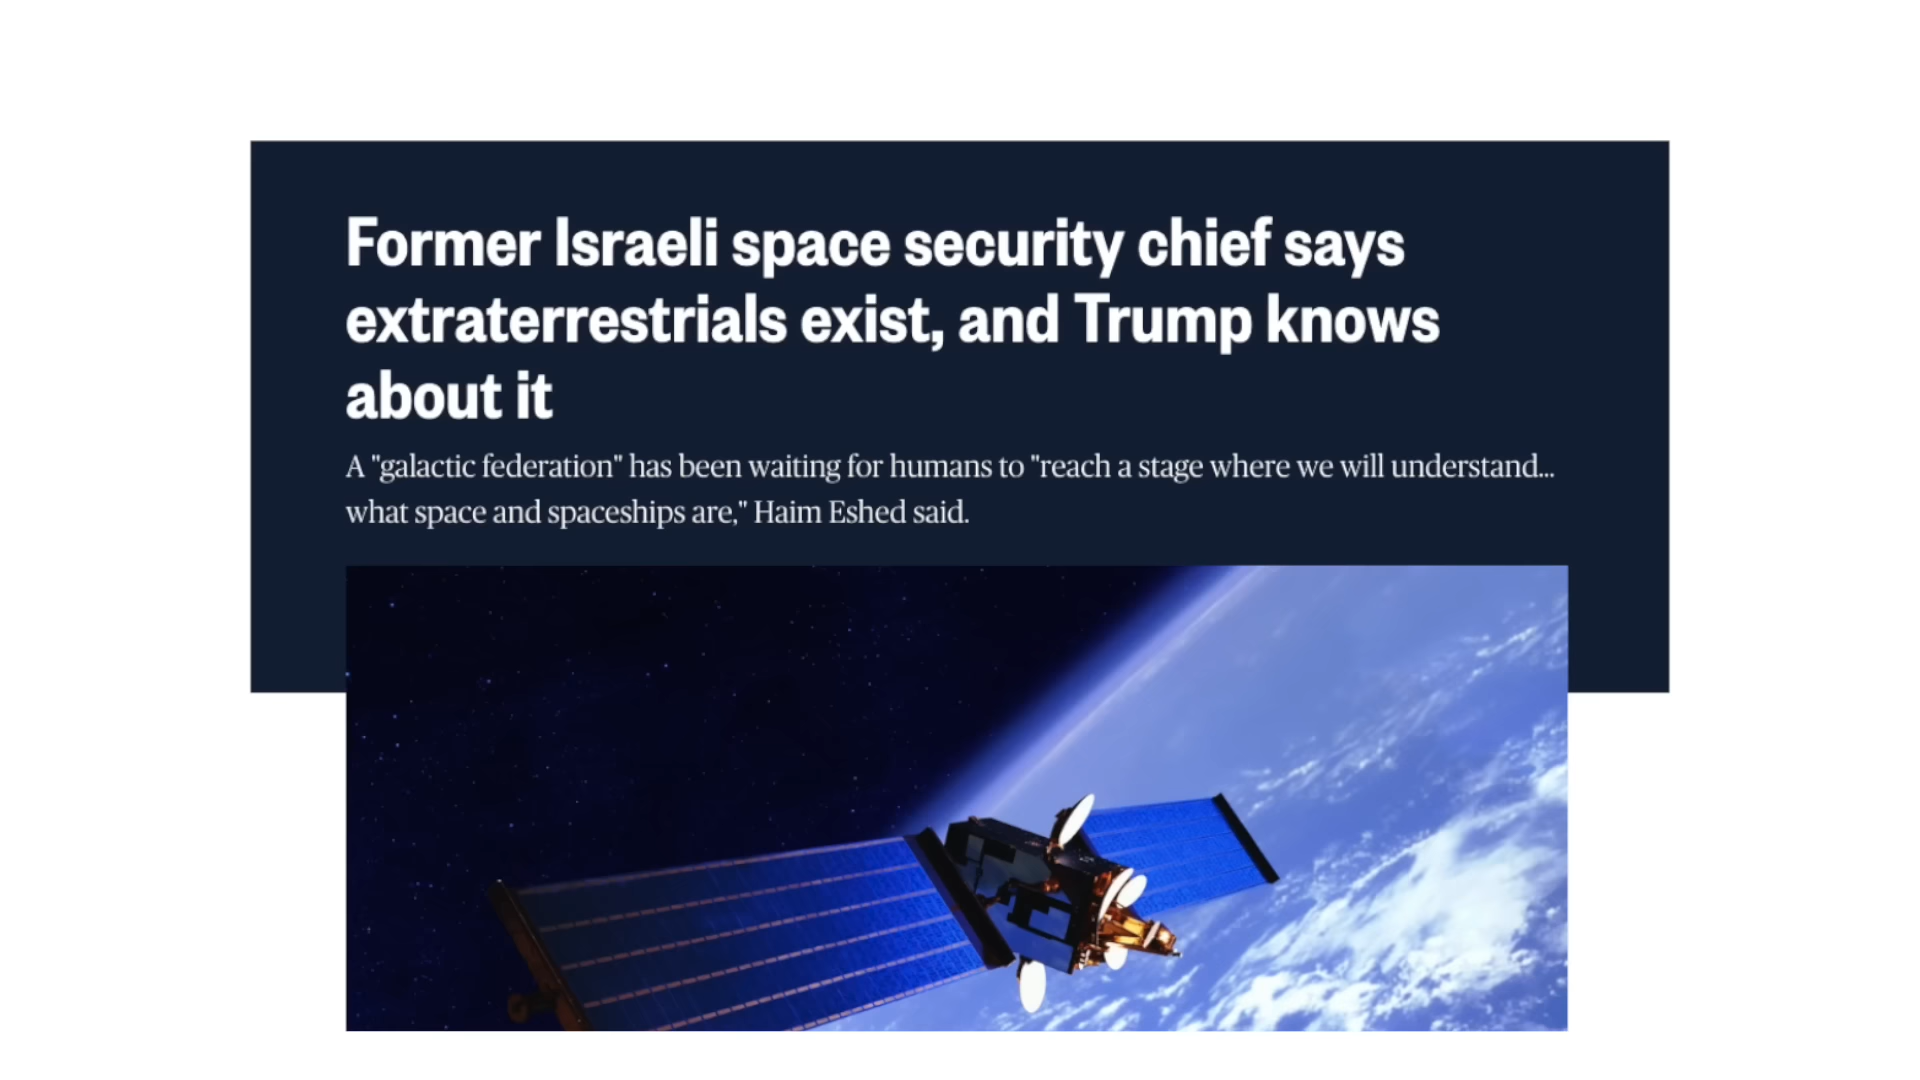 Former Israeli space security chief says
extraterrestrials exist, and Trump knows
about it
A "galactic federation" has been waiting for humans to "reach a stage where we will understand...
what space and spaceships are," Haim Eshed said.